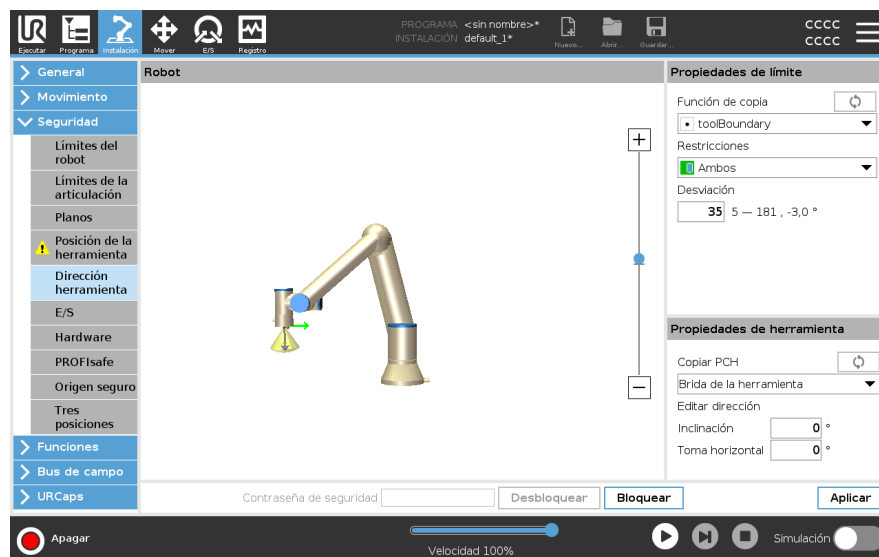 Ejecutar
Programa
Instalación
Mover
E/S
Registro
PROGRAMA <sin nombre>*
INSTALACIÓN default_1*
Nuevo...
Abrir...
Guardar...
CCCC
CCCC
General
Movimiento
Seguridad
Límites del
robot
Límites de la
articulación
Planos
Posición de la
herramienta
Dirección
herramienta
E/S
Hardware
PROFIsafe
Origen seguro
Tres
posiciones
Funciones
Bus de campo
URCaps
Robot
Propiedades de límite
Función de copia
toolBoundary
Restricciones
Ambos
Desviación
35 5 — 181 , -3,0 °
Propiedades de herramienta
Copiar PCH
Brida de la herramienta
Editar dirección
Inclinación 0 °
Toma horizontal 0 °
Contraseña de seguridad
Desbloquear
Bloquear
Aplicar
Apagar
Velocidad 100%
Simulación